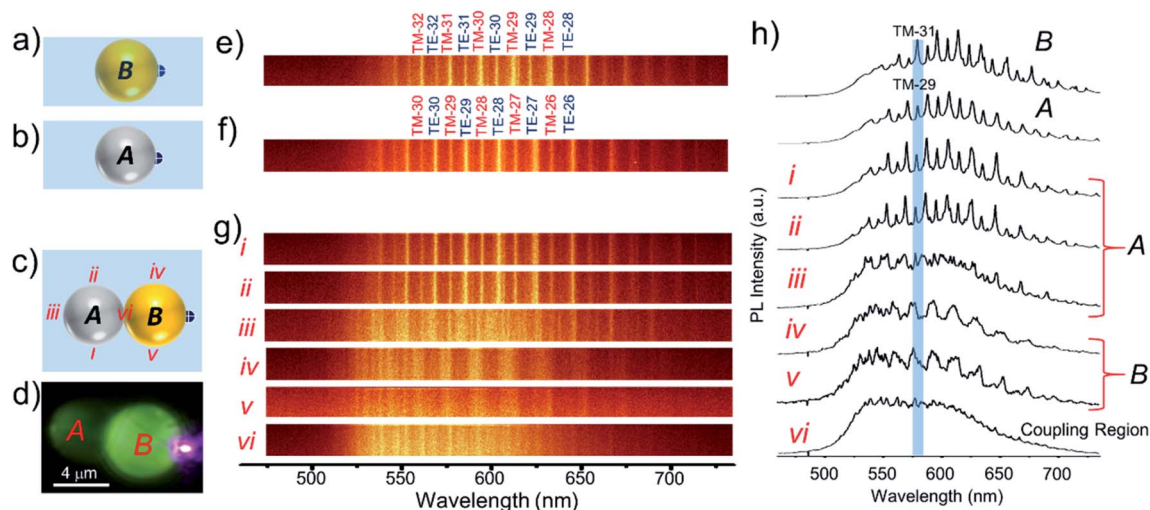 a)
B
b)
A
c)
ii
iv
iii
A
vi
B
i
v
d)
A
B
4 μm
e)
TM-32
TE-32
TM-31
TE-31
TM-30
TE-30
TM-29
TE-29
TM-28
TE-28
f)
TM-30
TE-30
TM-29
TE-29
TM-28
TE-28
TM-27
TE-27
TM-26
TE-26
g)
i
ii
iii
iv
v
vi
500 550 600 650 700
Wavelength (nm)
h)
TM-31
B
TM-29
A
i
ii
iii
A
iv
v
B
vi
Coupling Region
PL Intensity (a.u.)
500 550 600 650 700
Wavelength (nm)